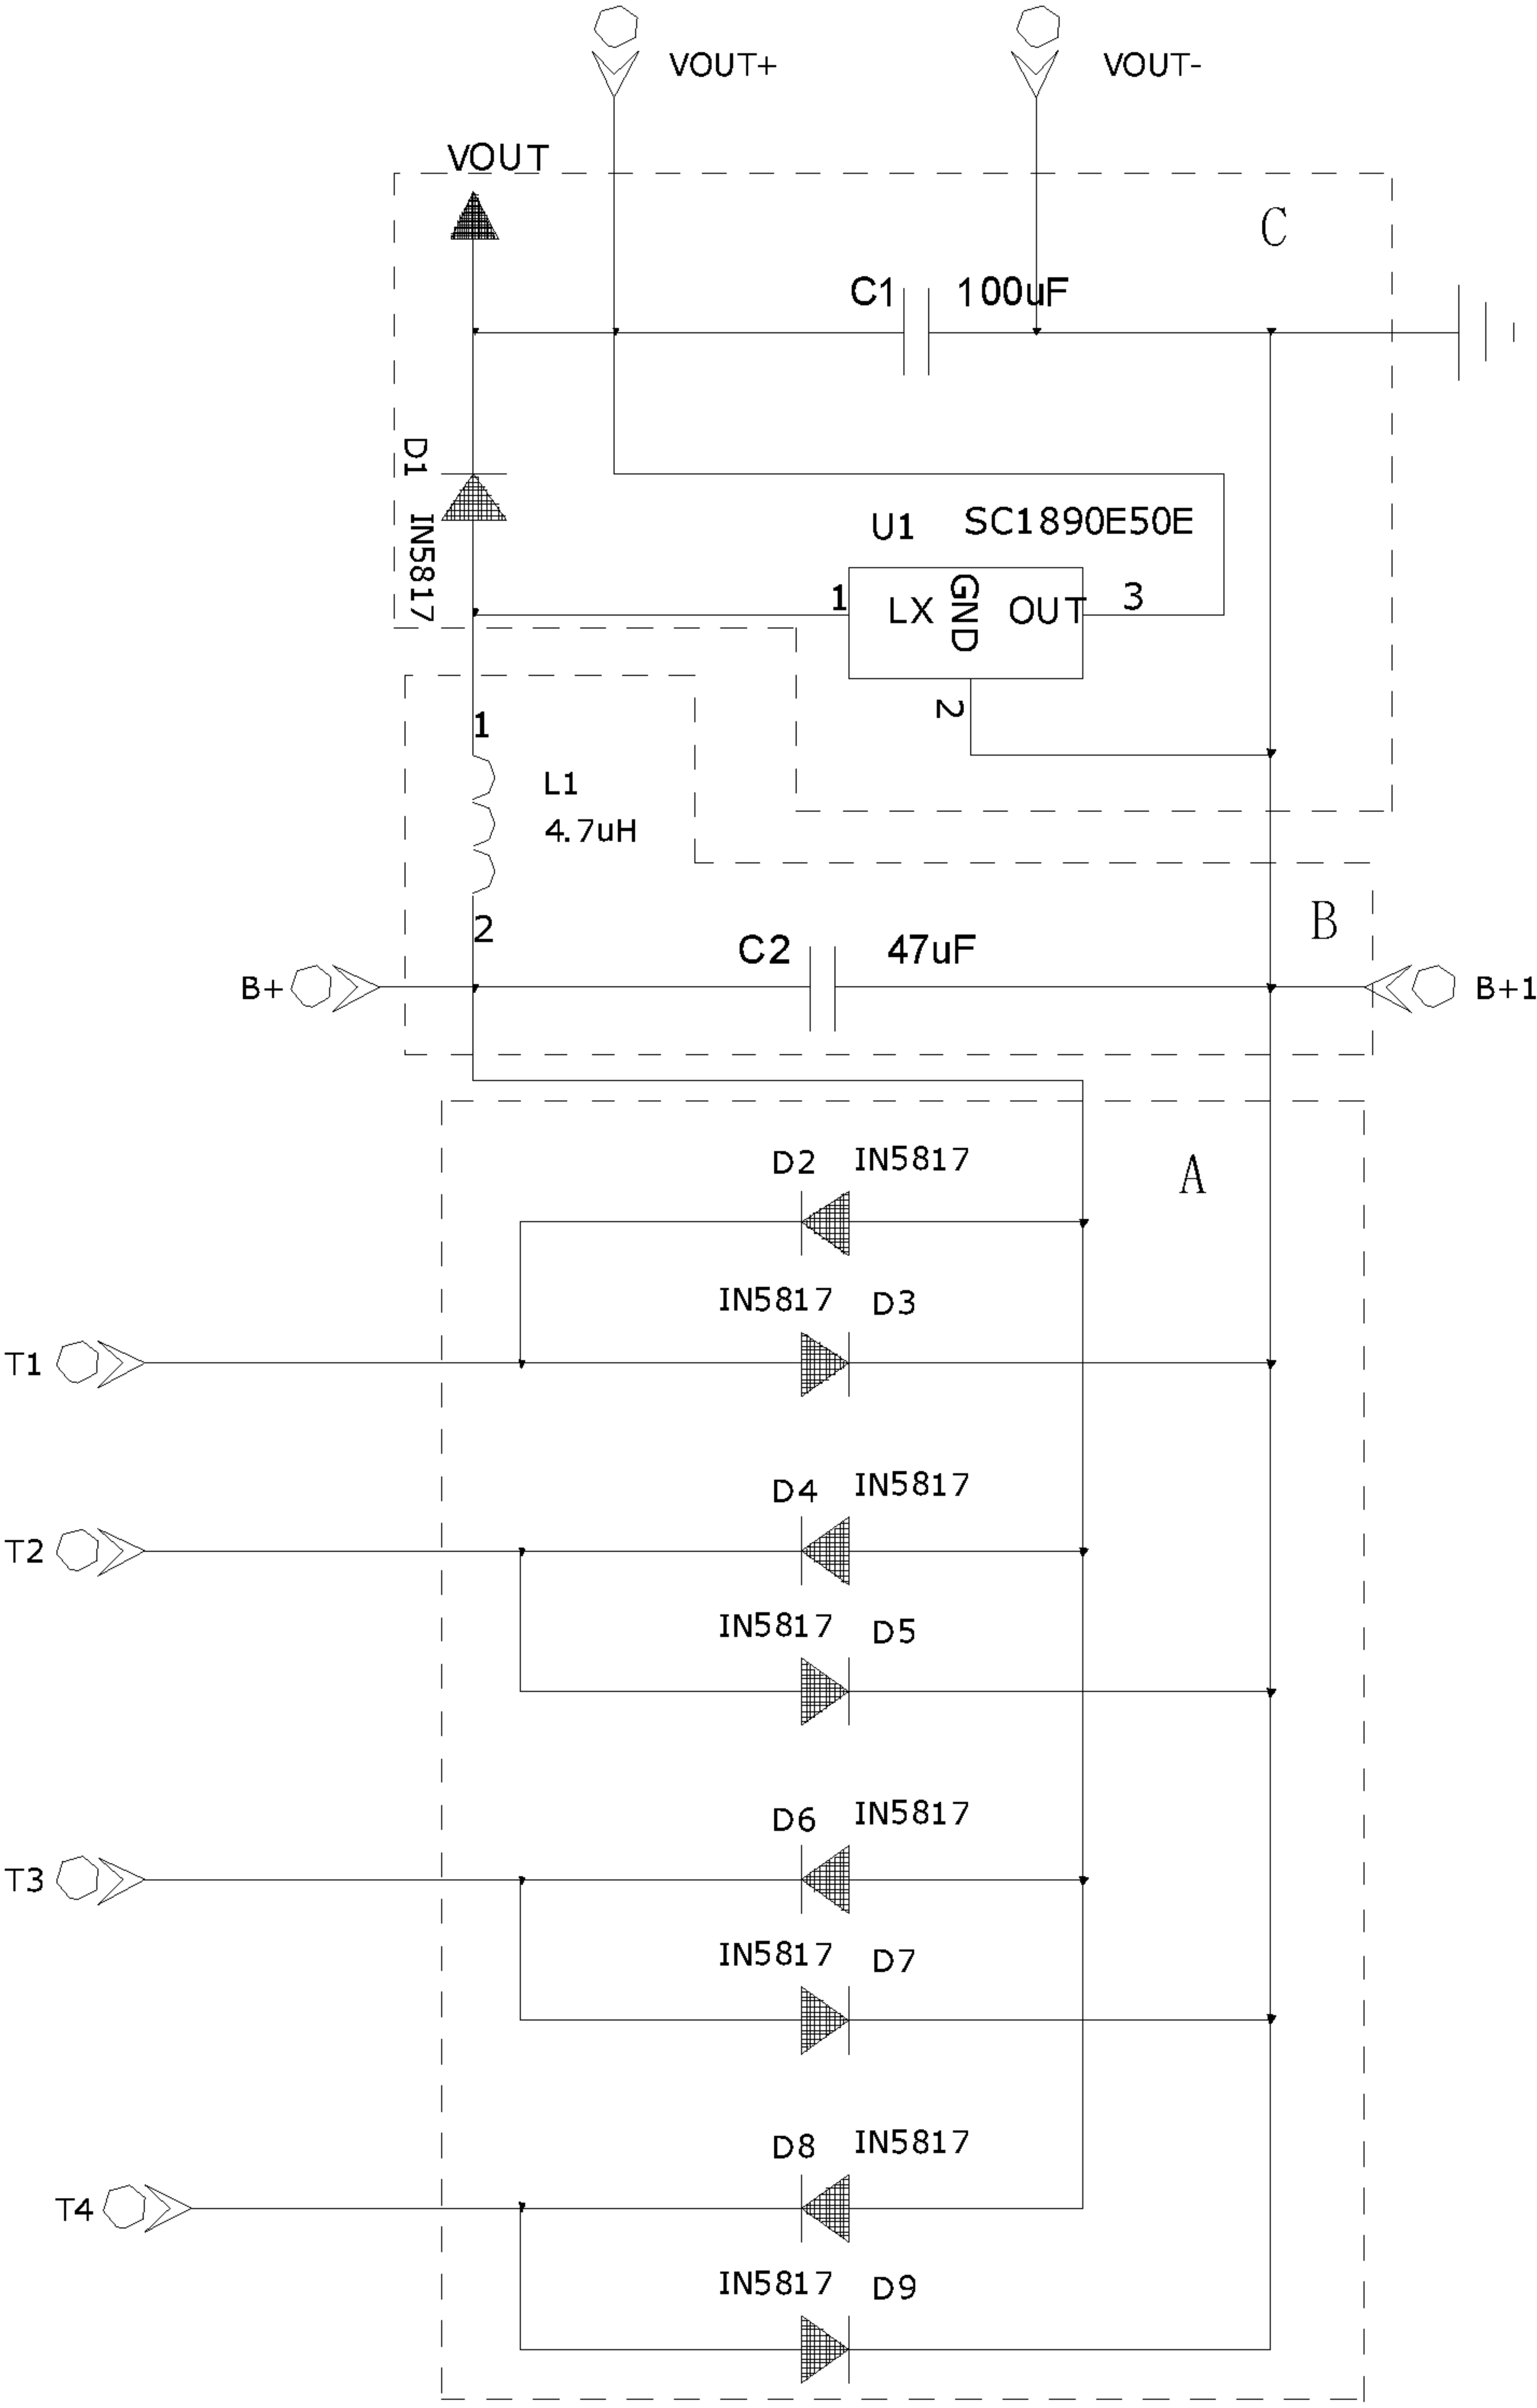 VOUT+
VOUT-
VOUT
C
C1
100uF
D1
IN5817
U1
SC1890E50E
1
LX
GND
OUT
3
2
1
L1
4.7uH
2
B
C2
47uF
B+
B+1
A
D2
IN5817
IN5817
D3
T1
D4
IN5817
T2
IN5817
D5
D6
IN5817
T3
IN5817
D7
D8
IN5817
T4
IN5817
D9